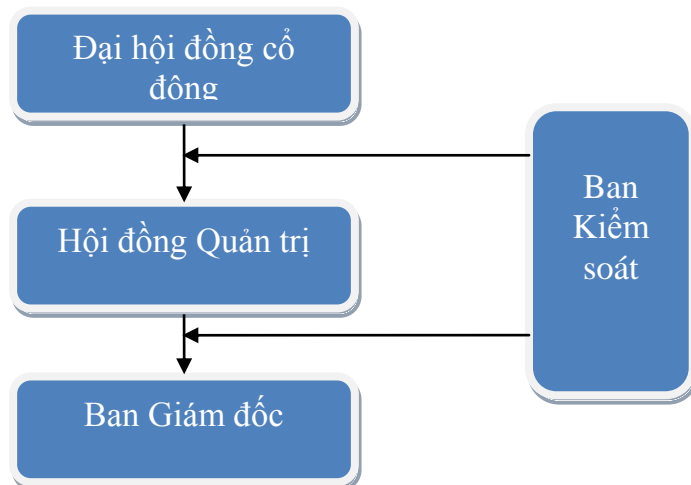 Đại hội đồng cổ
đông
Ban
Kiểm
soát
Hội đồng Quản trị
Ban Giám đốc